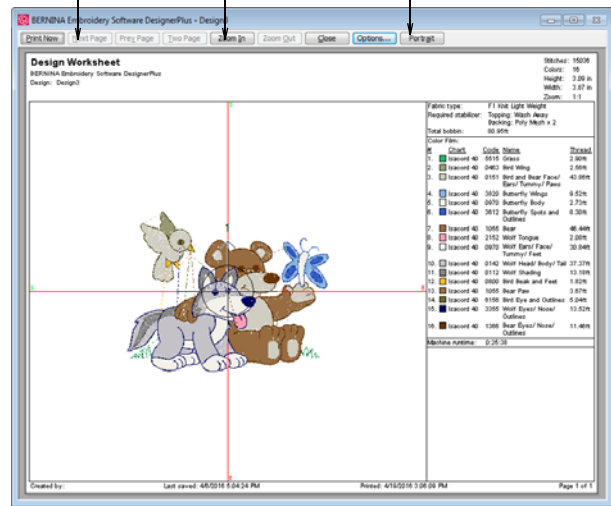 BERNINA Embroidery Software DesignerPlus - Design3
Print Now Next Page Prev Page Two Page Zoom In Zoom Out Close Options... Portrait
Design Worksheet
BERNINA Embroidery Software DesignerPlus
Design: Design3
Stitches: 15036
Colors: 16
Height: 3.09 in
Width: 3.87 in
Zoom: 1:1
Fabric type: F1 Knit Light Weight
Required stabilizer: Topping: Wash Away
Backing: Poly Mesh x 2
Total bobbin: 80.95ft
Color Film:
# Chart Code Name Thread
1. Isacord 40 5515 Grass 2.80ft
2. Isacord 40 0463 Bird Wing 2.56ft
3. Isacord 40 0151 Bird and Bear Face/ 43.86ft
Ears/ Tummy/ Paws
4. Isacord 40 3820 Butterfly Wings 9.52ft
5. Isacord 40 0970 Butterfly Body 2.73ft
6. Isacord 40 3612 Butterfly Spots and 8.30ft
Outlines
7. Isacord 40 1055 Bear 46.44ft
8. Isacord 40 2152 Wolf Tongue 2.08ft
9. Isacord 40 0970 Wolf Ears/ Face/ 30.84ft
Tummy/ Feet
10. Isacord 40 0142 Wolf Head/ Body/ Tail 37.37ft
11. Isacord 40 0112 Wolf Shading 13.18ft
12. Isacord 40 0800 Bird Beak and Feet 1.82ft
13. Isacord 40 1055 Bear Paw 3.67ft
14. Isacord 40 6156 Bird Eye and Outlines 5.04ft
15. Isacord 40 3355 Wolf Eyes/ Nose/ 13.52ft
Outlines
16. Isacord 40 1366 Bear Eyes/ Nose/ 11.46ft
Outlines
Machine runtime: 0:25:38
1
Created by: Last saved: 4/6/2016 5:04:24 PM Printed: 4/18/2016 3:06:09 PM Page 1 of 1